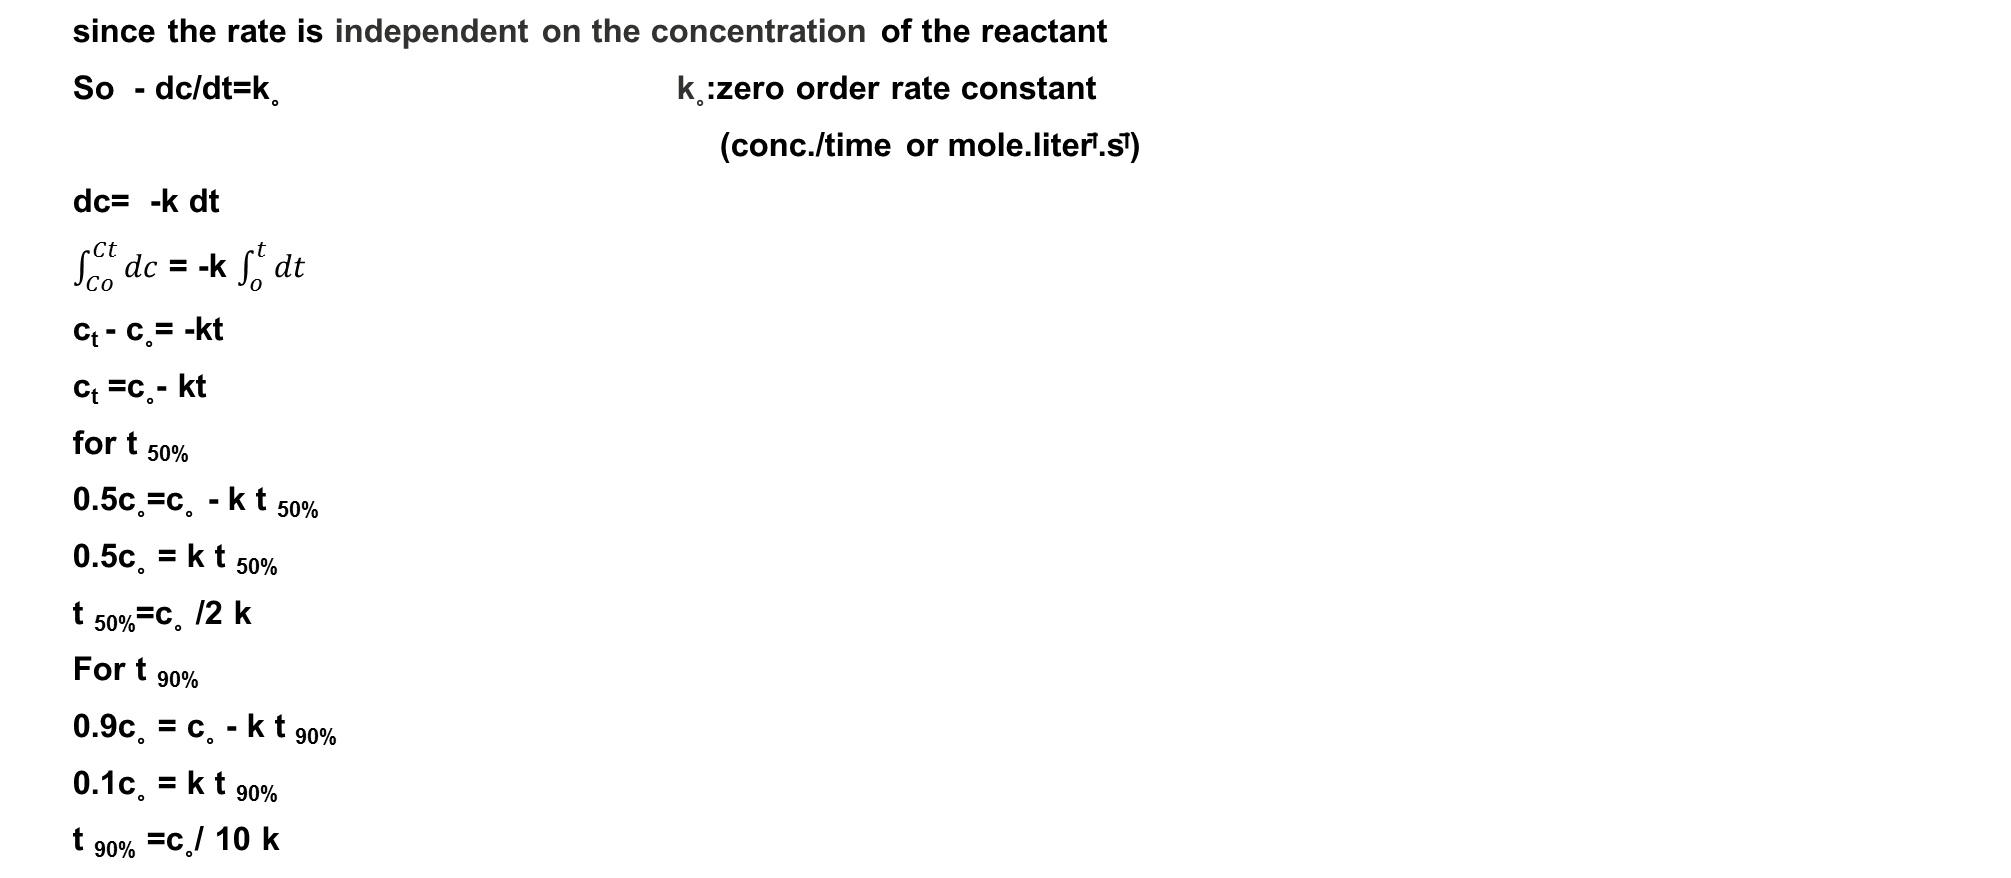 since the rate is independent on the concentration of the reactant
So - dc/dt=k˳ k˳:zero order rate constant
(conc./time or mole.liter⁻¹.s⁻¹)
dc= -k dt
∫_Co^Ct dc = -k ∫_o^t dt
cₜ - c˳= -kt
cₜ =c˳- kt
for t 50%
0.5c˳=c˳ - k t 50%
0.5c˳ = k t 50%
t 50%=c˳ /2 k
For t 90%
0.9c˳ = c˳ - k t 90%
0.1c˳ = k t 90%
t 90% =c˳/ 10 k